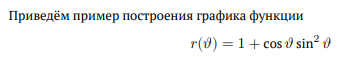 Приведём пример построения графика функции
r(ϑ) = 1 + cos ϑ sin² ϑ